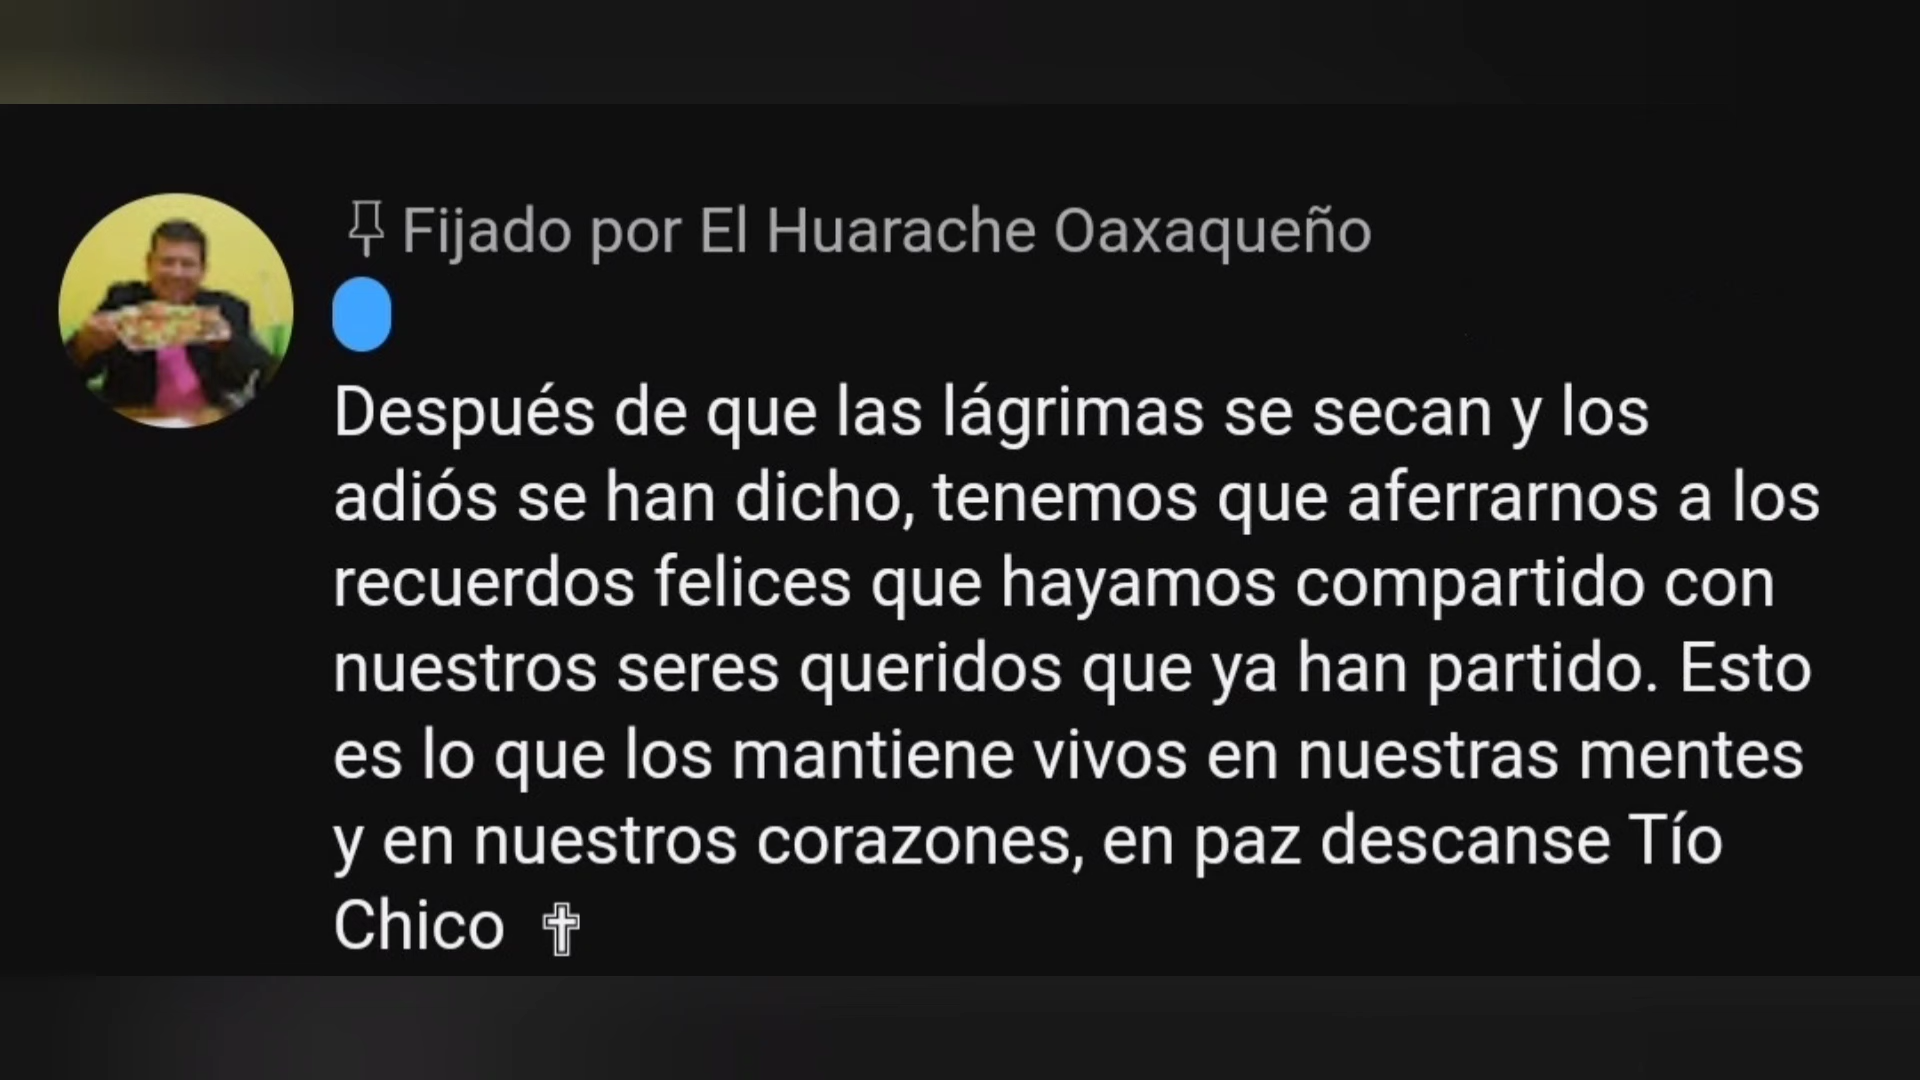 Fijado por El Huarache Oaxaqueño
Después de que las lágrimas se secan y los
adiós se han dicho, tenemos que aferrarnos a los
recuerdos felices que hayamos compartido con
nuestros seres queridos que ya han partido. Esto
es lo que los mantiene vivos en nuestras mentes
y en nuestros corazones, en paz descanse Tío
Chico ✟